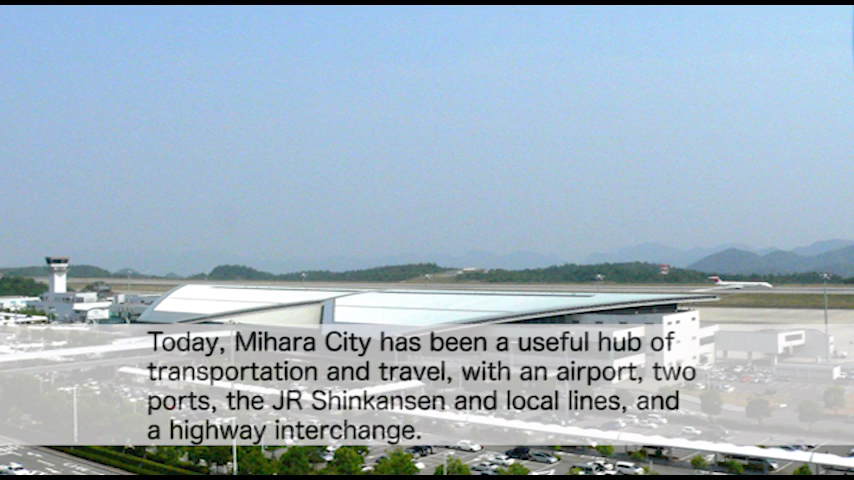 Today, Mihara City has been a useful hub of
transportation and travel, with an airport, two
ports, the JR Shinkansen and local lines, and
a highway interchange.